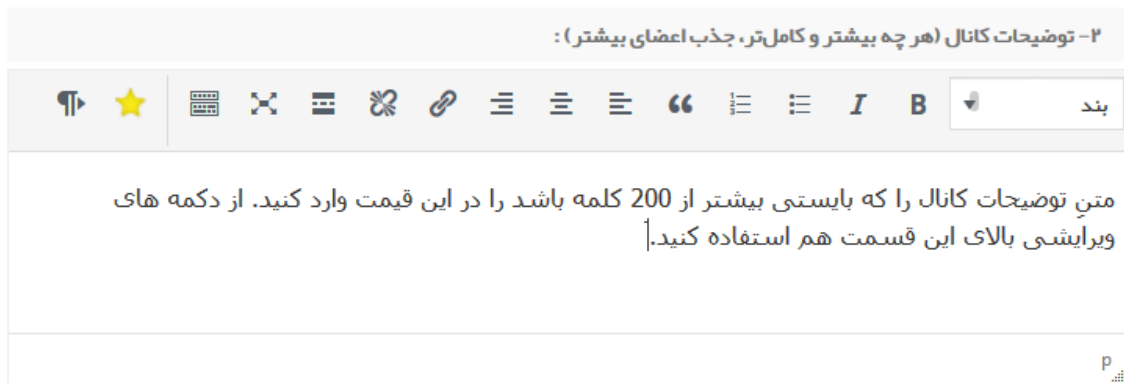 ۲- توضیحات کانال (هر چه بیشتر و کامل‌تر، جذب اعضای بیشتر) :
بند B I
متنِ توضیحات کانال را که بایستی بیشتر از 200 کلمه باشد را در این قیمت وارد کنید. از دکمه های
ویرایشی بالای این قسمت هم استفاده کنید.
p